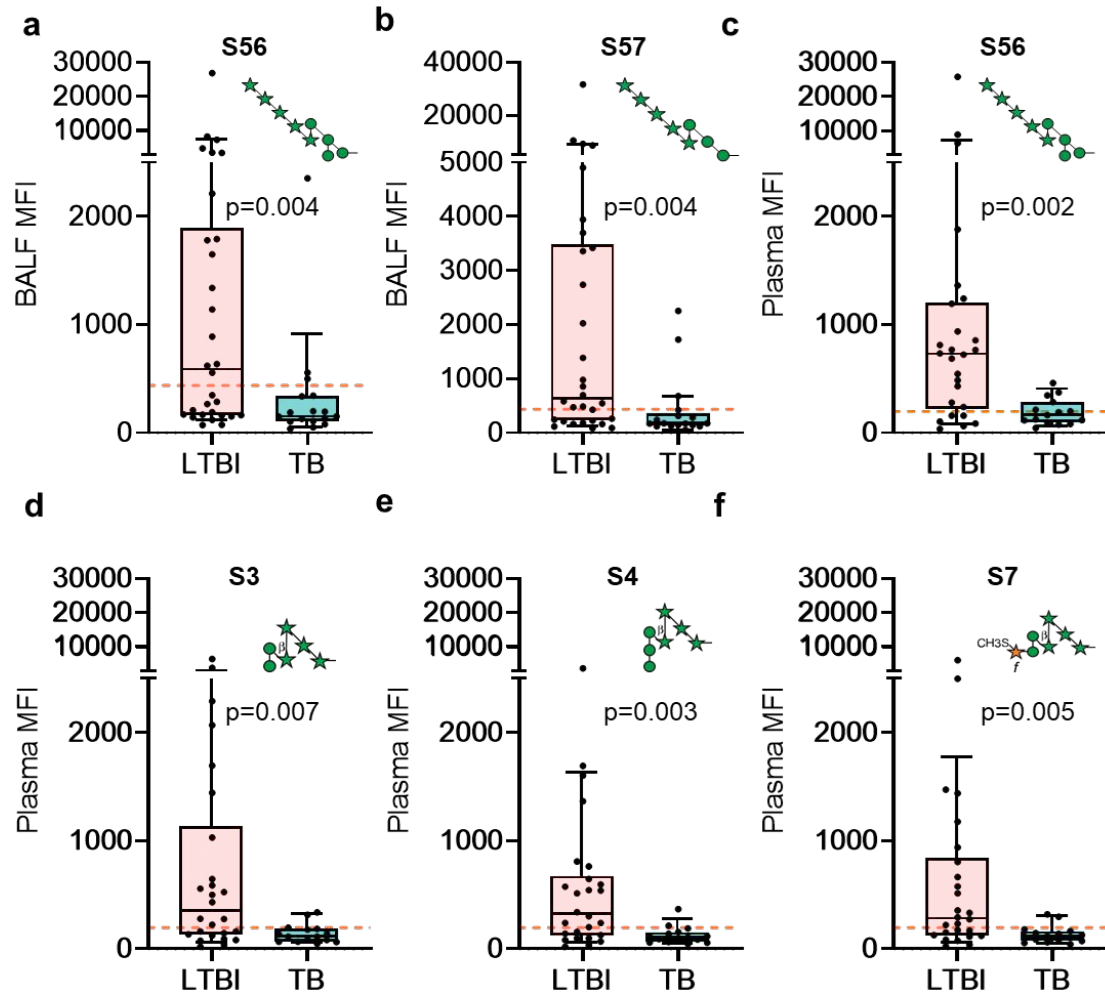 a
S56
BALF MFI
30000
20000
10000
2000
1000
0
p=0.004
LTBI
TB
b
S57
BALF MFI
40000
20000
5000
4000
3000
2000
1000
0
p=0.004
LTBI
TB
c
S56
Plasma MFI
30000
20000
10000
2000
1000
0
p=0.002
LTBI
TB
d
S3
Plasma MFI
30000
20000
10000
2000
1000
0
β
p=0.007
LTBI
TB
e
S4
Plasma MFI
30000
20000
10000
2000
1000
0
β
p=0.003
LTBI
TB
f
S7
Plasma MFI
30000
20000
10000
2000
1000
0
CH3S
β
f
p=0.005
LTBI
TB